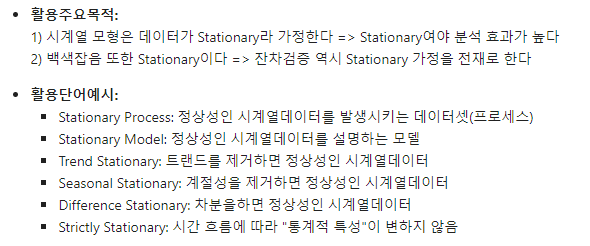 • 활용주요목적:
1) 시계열 모형은 데이터가 Stationary라 가정한다 => Stationary여야 분석 효과가 높다
2) 백색잡음 또한 Stationary이다 => 잔차검증 역시 Stationary 가정을 전재로 한다
• 활용단어예시:
▪ Stationary Process: 정상성인 시계열데이터를 발생시키는 데이터셋(프로세스)
▪ Stationary Model: 정상성인 시계열데이터를 설명하는 모델
▪ Trend Stationary: 트랜드를 제거하면 정상성인 시계열데이터
▪ Seasonal Stationary: 계절성을 제거하면 정상성인 시계열데이터
▪ Difference Stationary: 차분을하면 정상성인 시계열데이터
▪ Strictly Stationary: 시간 흐름에 따라 "통계적 특성"이 변하지 않음